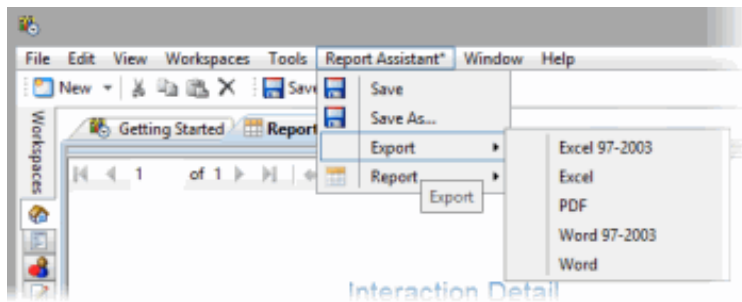 File Edit View Workspaces Tools Report Assistant* Window Help
New Save
Save As...
Workspaces
Getting Started Report
Export Excel 97-2003
1 of 1 Report Excel
Export PDF
Word 97-2003
Word
Interaction Detail